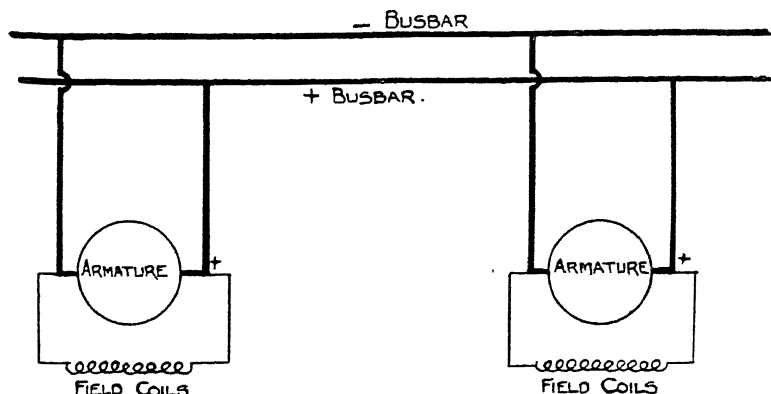 – BUSBAR
+ BUSBAR.
+
+
ARMATURE
ARMATURE
FIELD COILS
FIELD COILS